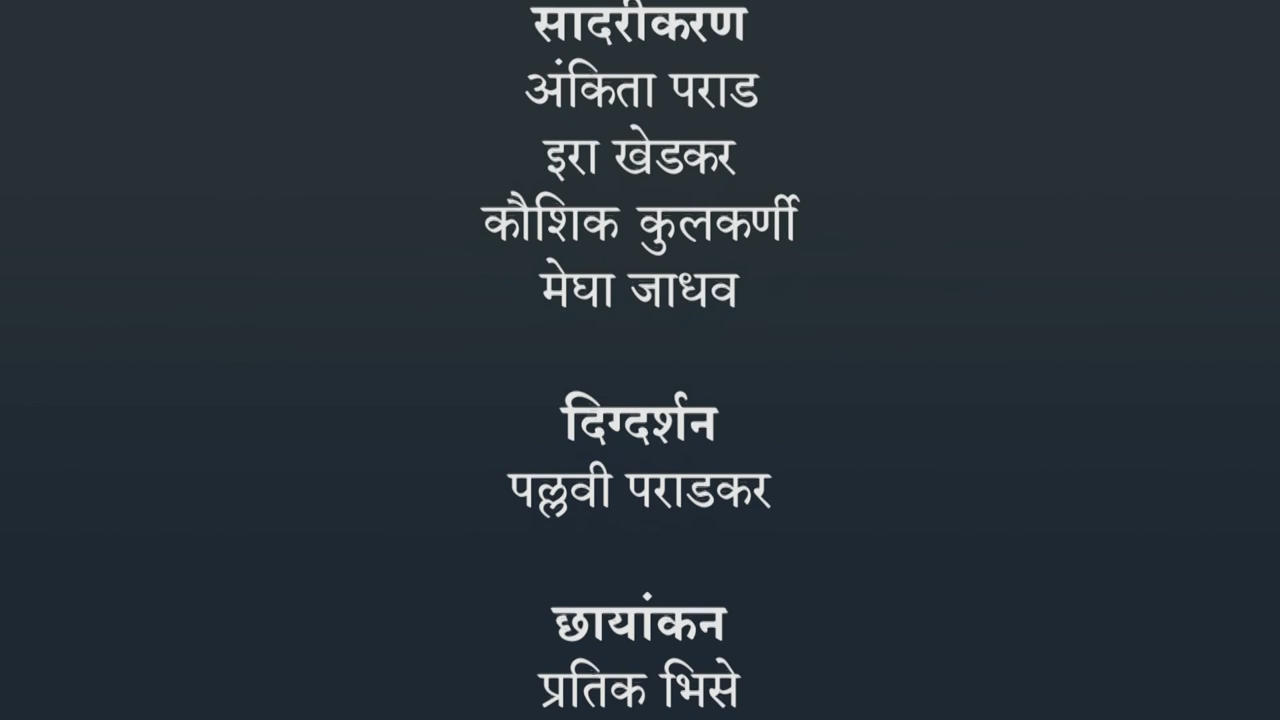 सादरीकरण
अंकिता पराड
इरा खेडकर
कौशिक कुलकर्णी
मेघा जाधव
दिग्दर्शन
पल्लवी पराडकर
छायांकन
प्रतिक भिसे